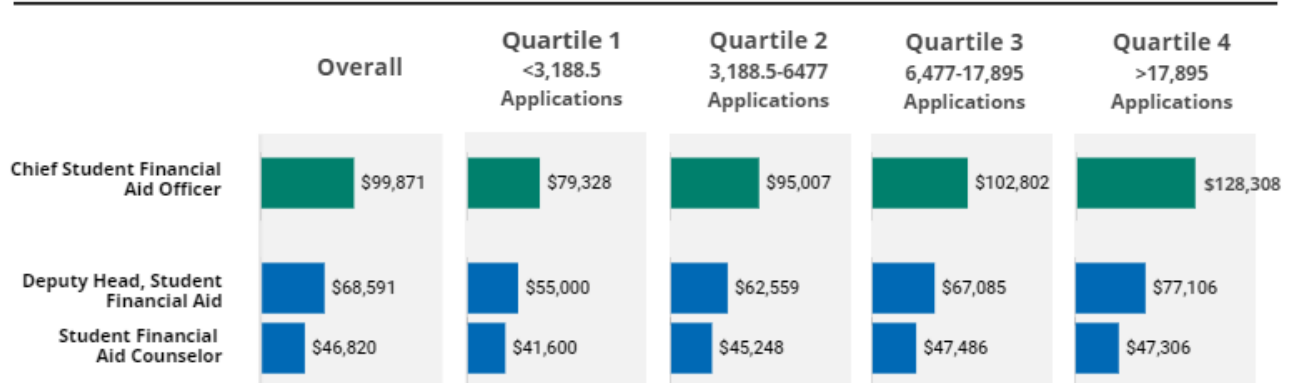 Overall
Quartile 1
<3,188.5
Applications
Quartile 2
3,188.5-6477
Applications
Quartile 3
6,477-17,895
Applications
Quartile 4
>17,895
Applications
Chief Student Financial
Aid Officer
$99,871
$79,328
$95,007
$102,802
$128,308
Deputy Head, Student
Financial Aid
$68,591
$55,000
$62,559
$67,085
$77,106
Student Financial
Aid Counselor
$46,820
$41,600
$45,248
$47,486
$47,306